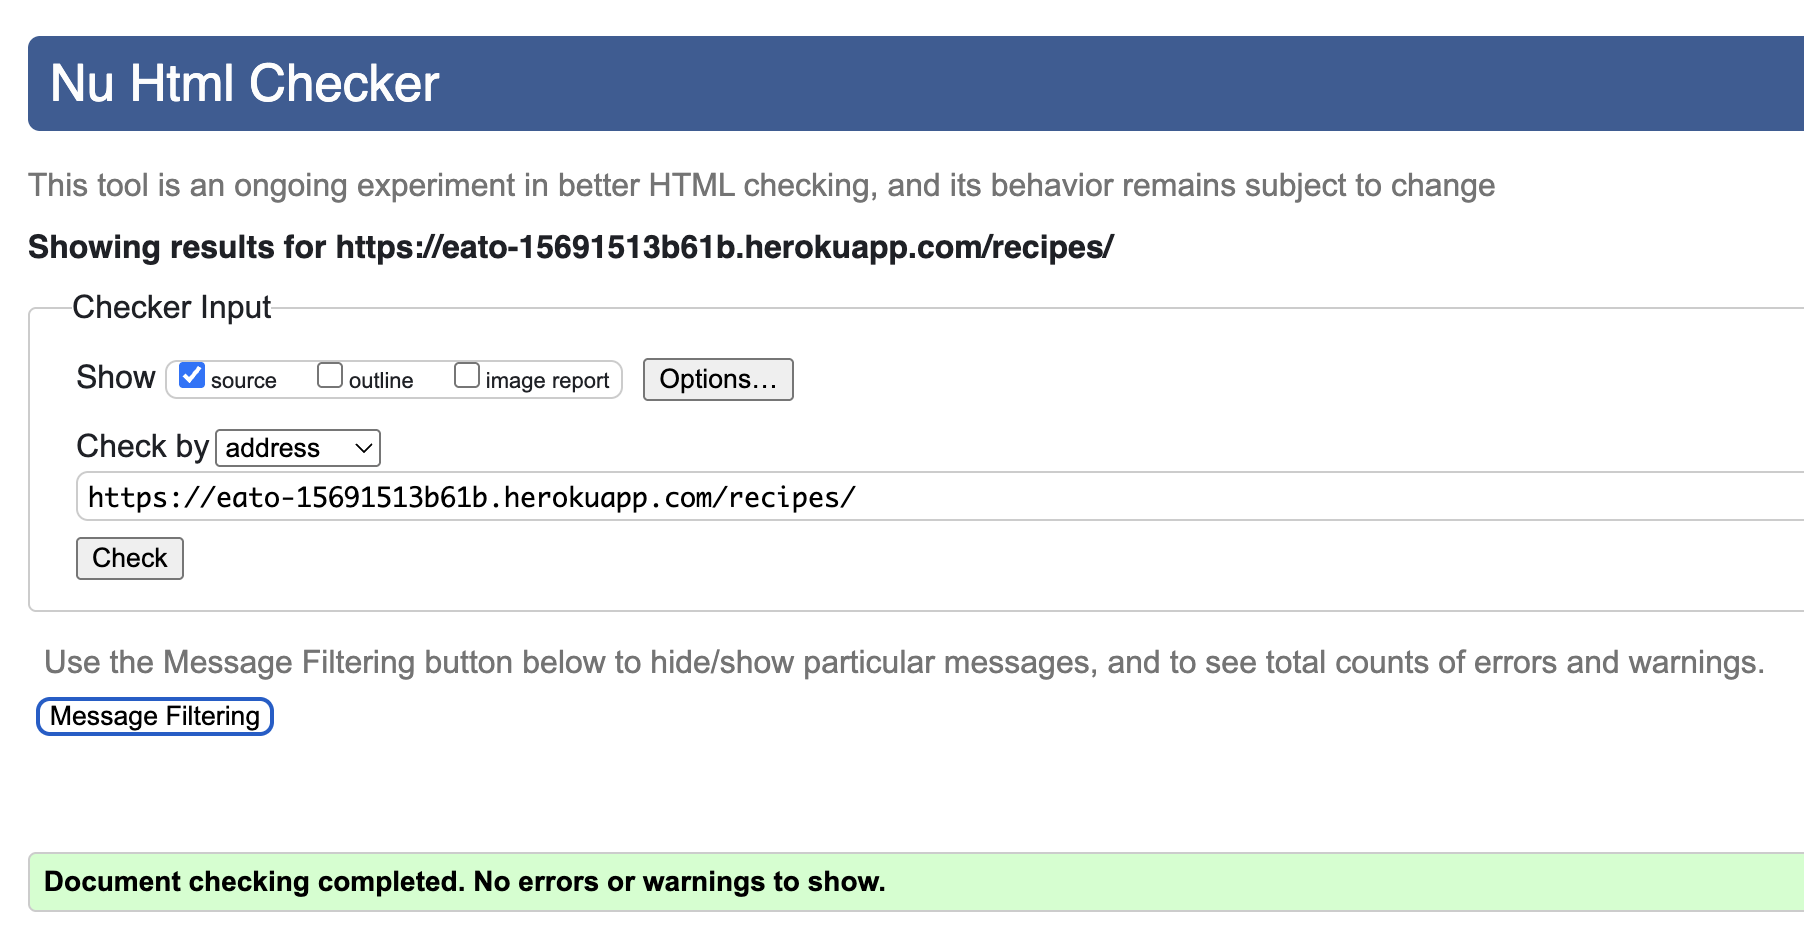 Nu Html Checker
This tool is an ongoing experiment in better HTML checking, and its behavior remains subject to change
Showing results for https://eato-15691513b61b.herokuapp.com/recipes/
Checker Input
Show source outline image report Options...
Check by address
https://eato-15691513b61b.herokuapp.com/recipes/
Check
Use the Message Filtering button below to hide/show particular messages, and to see total counts of errors and warnings.
Message Filtering
Document checking completed. No errors or warnings to show.